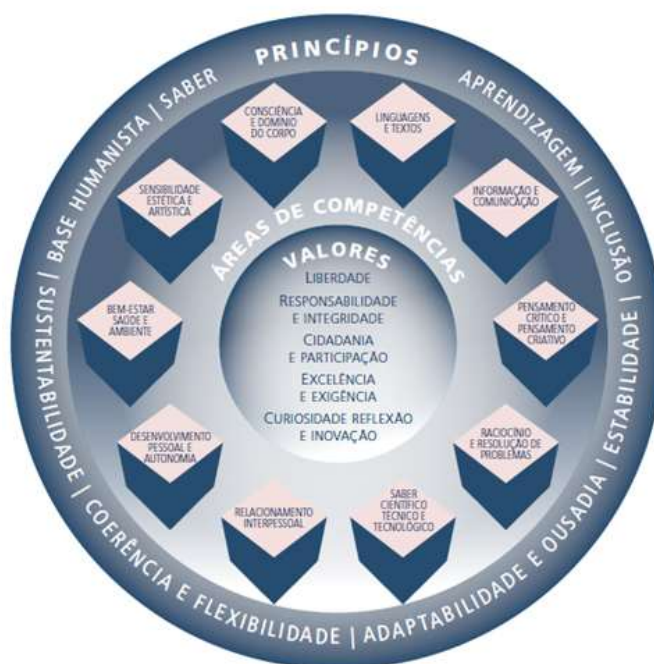 PRINCÍPIOS
BASE HUMANISTA | SABER
APRENDIZAGEM | INCLUSÃO
SUSTENTABILIDADE |
| ESTABILIDADE |
COERÊNCIA E FLEXIBILIDADE | ADAPTABILIDADE E OUSADIA
ÁREAS DE COMPETÊNCIAS
CONSCIÊNCIA
E DOMÍNIO
DO CORPO
LINGUAGENS
E TEXTOS
INFORMAÇÃO E
COMUNICAÇÃO
PENSAMENTO
CRÍTICO E
PENSAMENTO
CRIATIVO
RACIOCÍNIO
E RESOLUÇÃO DE
PROBLEMAS
SABER
CIENTÍFICO
TÉCNICO E
TECNOLÓGICO
RELACIONAMENTO
INTERPESSOAL
DESENVOLVIMENTO
PESSOAL E
AUTONOMIA
BEM-ESTAR
SAÚDE E
AMBIENTE
SENSIBILIDADE
ESTÉTICA E
ARTÍSTICA
VALORES
LIBERDADE
RESPONSABILIDADE
E INTEGRIDADE
CIDADANIA
E PARTICIPAÇÃO
EXCELÊNCIA
E EXIGÊNCIA
CURIOSIDADE REFLEXÃO
E INOVAÇÃO